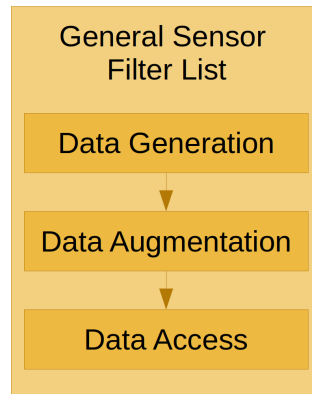 General Sensor
Filter List
Data Generation
Data Augmentation
Data Access